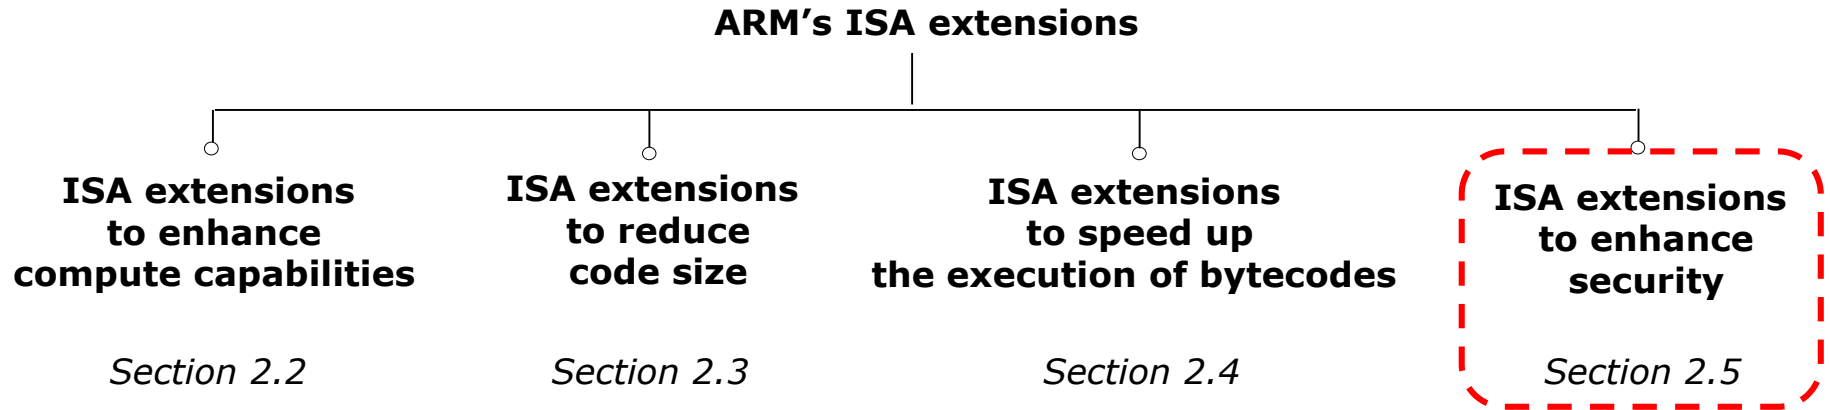 ARM’s ISA extensions
ISA extensions
to enhance
compute capabilities
Section 2.2
ISA extensions
to reduce
code size
Section 2.3
ISA extensions
to speed up
the execution of bytecodes
Section 2.4
ISA extensions
to enhance
security
Section 2.5